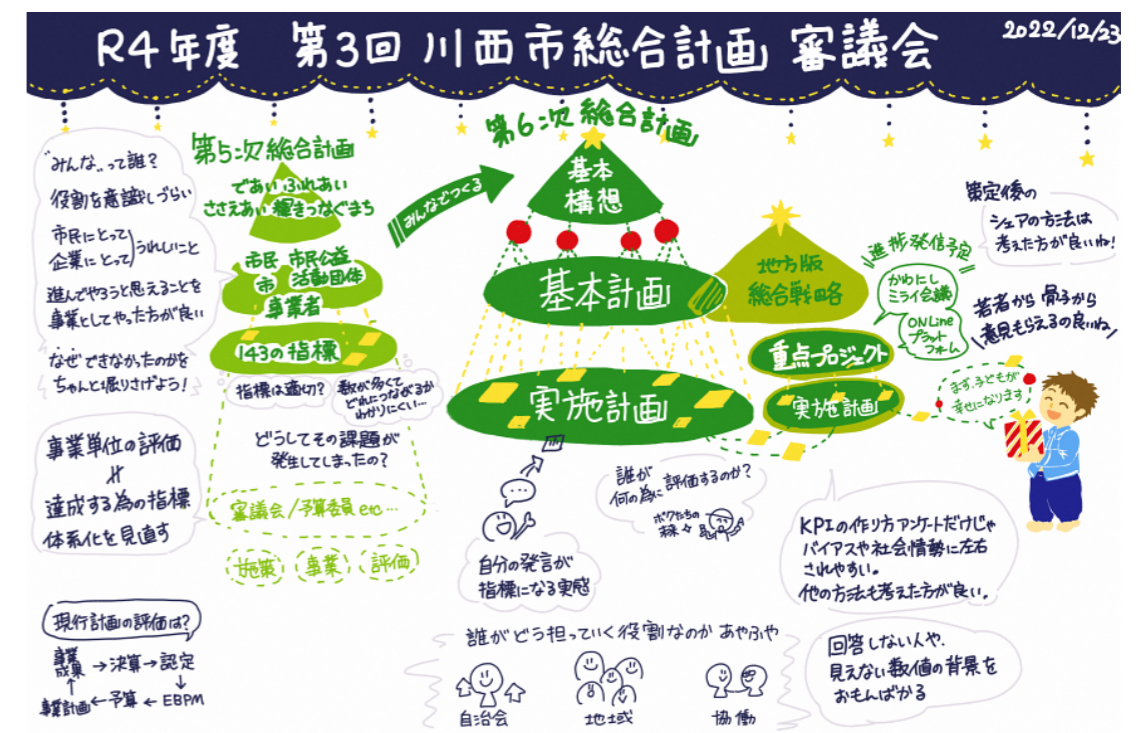 R4年度 第3回 川西市総合計画 審議会
2022/12/23
"みんな"って誰?
役割を意識しづらい
市民にとって
企業にとって
うれしいこと
進んでやろうと思えることを
事業としてやった方が良い
なぜできなかったのかを
ちゃんと掘りさげよう!
事業単位の評価
≠
達成する為の指標
体系化を見直す
現行計画の評価は?
事業
成果
→決算→認定
↓
EBPM
←予算←
事業計画
↑
第5次総合計画
であい ふれあい
ささえあい 輝きつなぐまち
市民 市民公益
市 活動団体
事業者
143の指標
指標は適切?
数が多くて
どれにつながるか
わかりにくい…
どうしてその課題が
発生してしまったの?
審議会/予算委員 etc…
施策
事業
評価
みんなでつくる
第6次総合計画
基本
構想
基本計画
実施計画
地方版
総合戦略
重点プロジェクト
実施計画
進捗発信予定
かわにし
ミライ会議
ONLine
プラット
フォーム
策定後の
シェアの方法は
考えた方が良いね!
若者から 骨子から
意見もらえるの良いね
まず、子どもが
幸せになります
自分の発言が
指標になる実感
誰が
何の為に評価するのか?
ボクたちの
未来
KPIの作り方アンケートだけじゃ
バイアスや社会情勢に左右
されやすい。
他の方法も考えた方が良い。
誰がどう担っていく役割なのか あやふや
自治会
地域
協働
回答しない人や、
見えない数値の背景を
おもんばかる